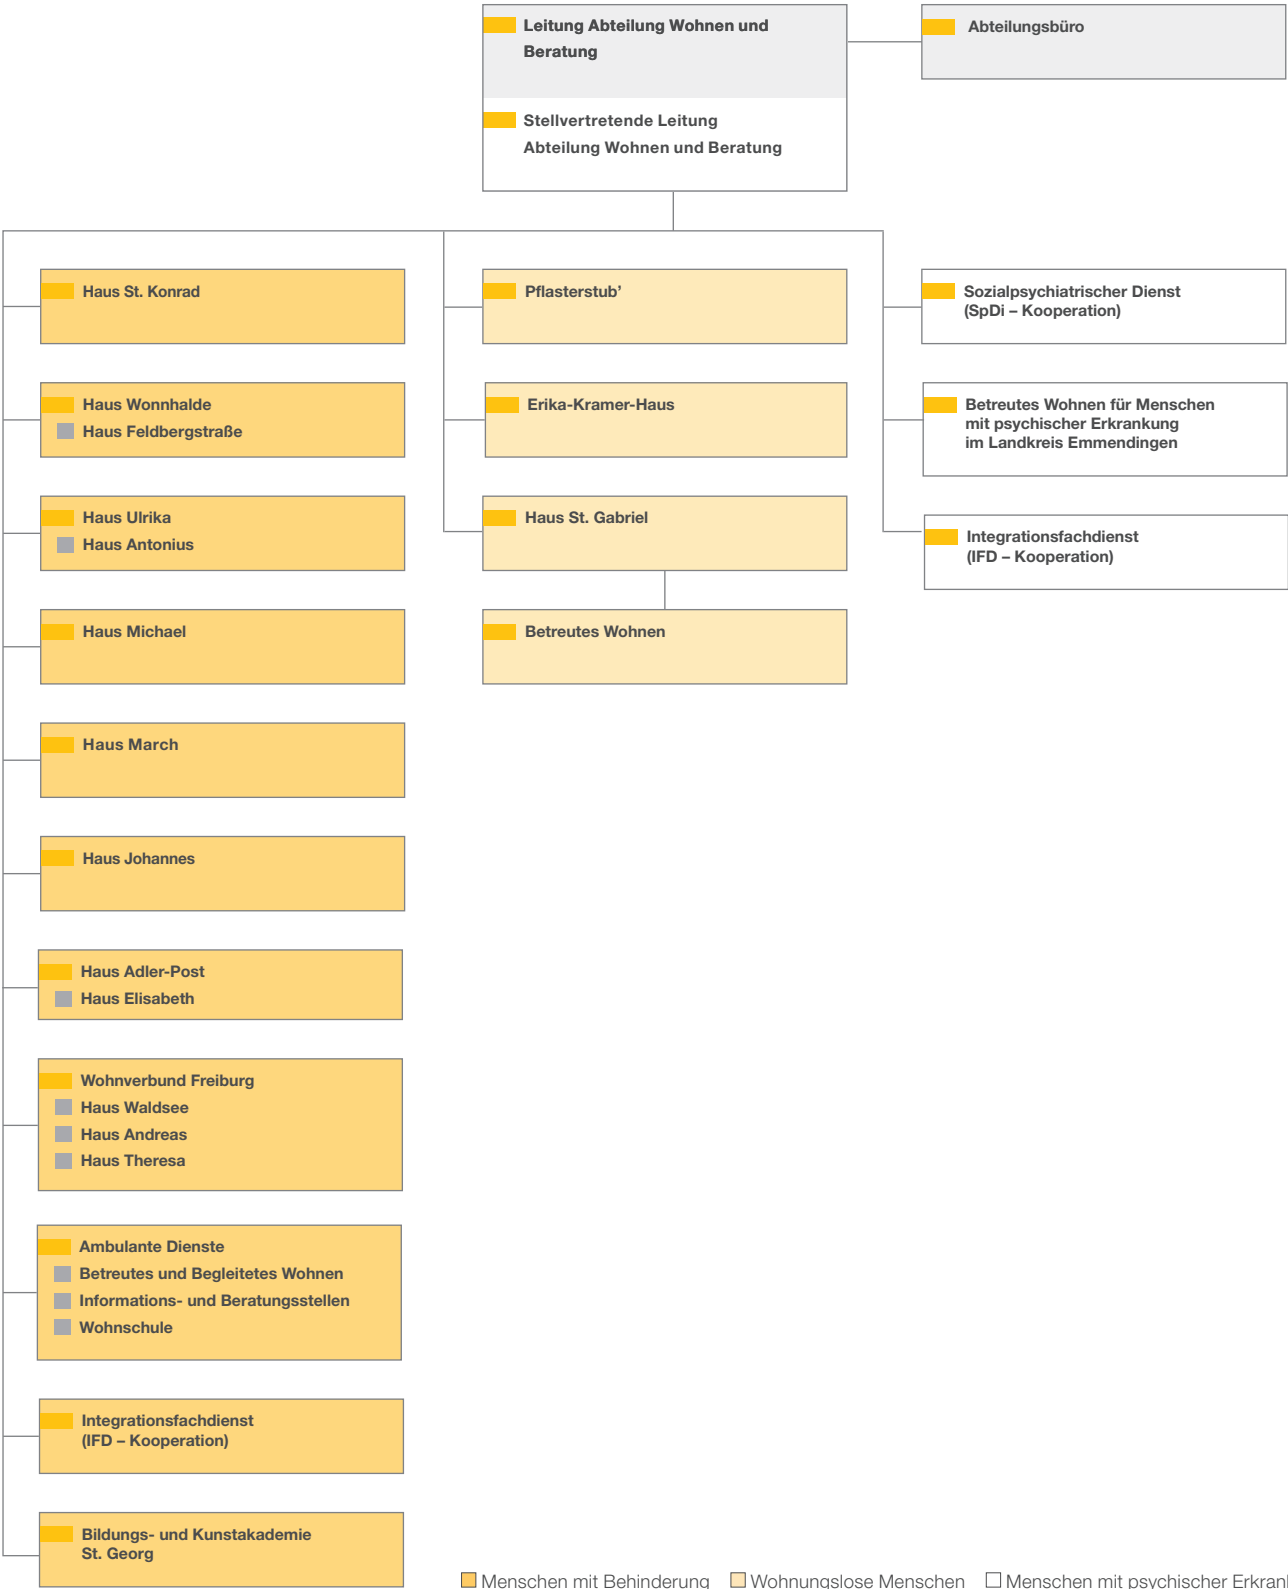 Leitung Abteilung Wohnen und
Beratung
Stellvertretende Leitung
Abteilung Wohnen und Beratung
Abteilungsbüro
Haus St. Konrad
Haus Wonnhalde
Haus Feldbergstraße
Haus Ulrika
Haus Antonius
Haus Michael
Haus March
Haus Johannes
Haus Adler-Post
Haus Elisabeth
Wohnverbund Freiburg
Haus Waldsee
Haus Andreas
Haus Theresa
Ambulante Dienste
Betreutes und Begleitetes Wohnen
Informations- und Beratungsstellen
Wohnschule
Integrationsfachdienst
(IFD – Kooperation)
Bildungs- und Kunstakademie
St. Georg
Pflasterstub’
Erika-Kramer-Haus
Haus St. Gabriel
Betreutes Wohnen
Sozialpsychiatrischer Dienst
(SpDi – Kooperation)
Betreutes Wohnen für Menschen
mit psychischer Erkrankung
im Landkreis Emmendingen
Integrationsfachdienst
(IFD – Kooperation)
Menschen mit Behinderung Wohnungslose Menschen Menschen mit psychischer Erkran